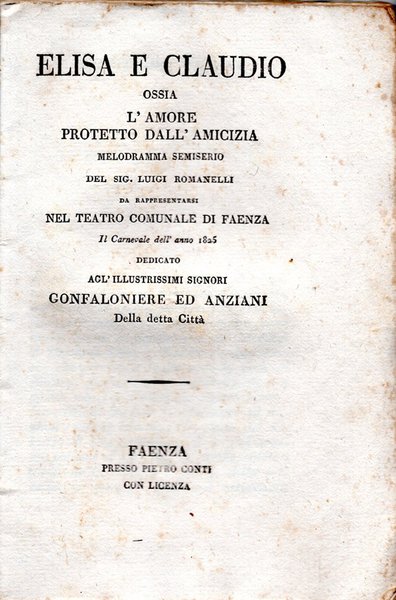 ELISA E CLAUDIO
OSSIA
L' AMORE
PROTETTO DALL' AMICIZIA
MELODRAMMA SEMISERIO
DEL SIG. LUIGI ROMANELLI
DA RAPPRESENTARSI
NEL TEATRO COMUNALE DI FAENZA
Il Carnevale dell' anno 1825
DEDICATO
AGL' ILLUSTRISSIMI SIGNORI
GONFALONIERE ED ANZIANI
Della detta Città
FAENZA
PRESSO PIETRO CONTI
CON LICENZA